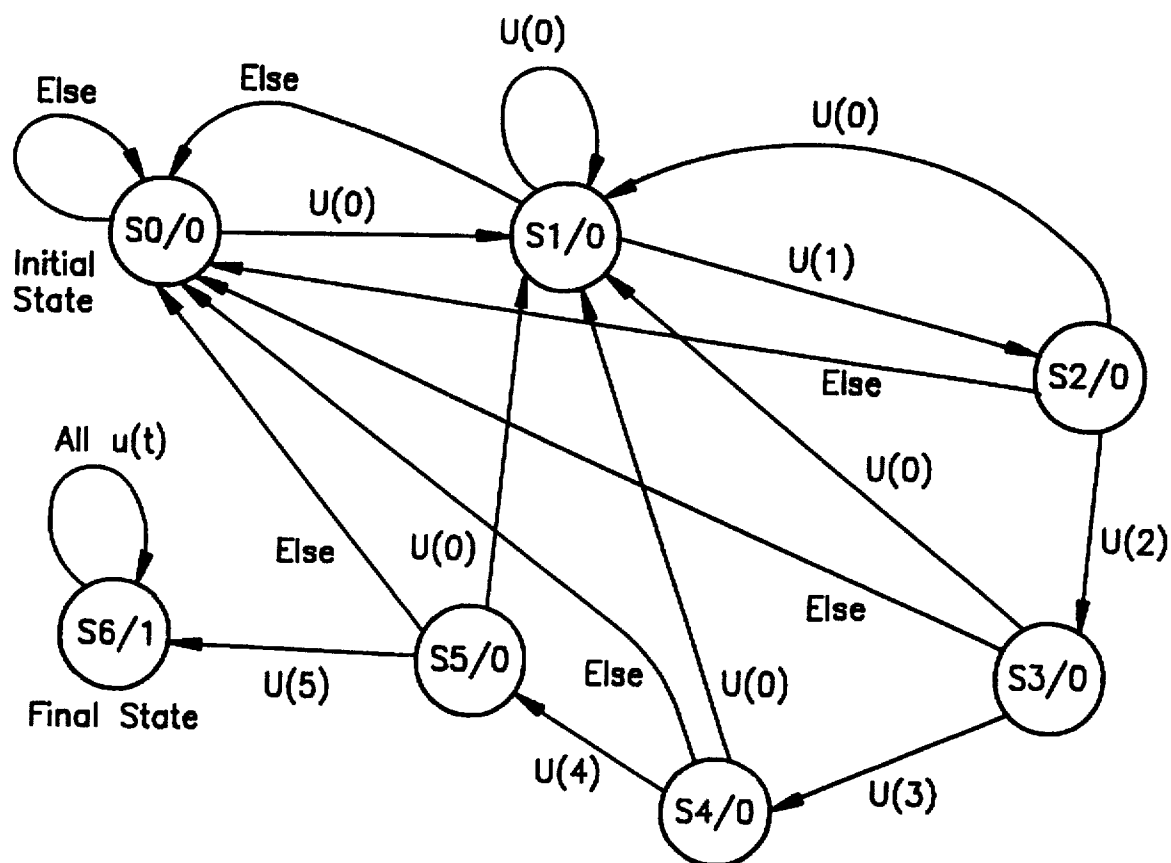 U(0)
Else
Else
U(0)
U(0)
S0/0
S1/0
U(1)
Initial
State
S2/0
Else
All u(t)
U(0)
U(2)
Else
U(0)
Else
S6/1
S5/0
Else
U(0)
S3/0
U(5)
Final State
U(4)
U(3)
S4/0